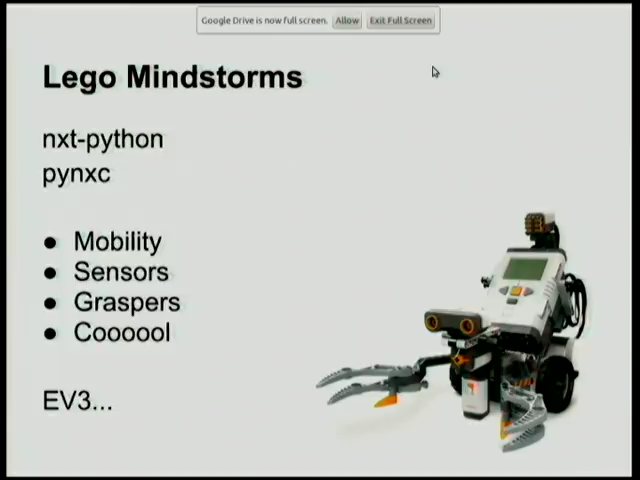 Google Drive is now full screen. Allow Exit Full Screen
Lego Mindstorms
nxt-python
pynxc
● Mobility
● Sensors
● Graspers
● Coooool
EV3...